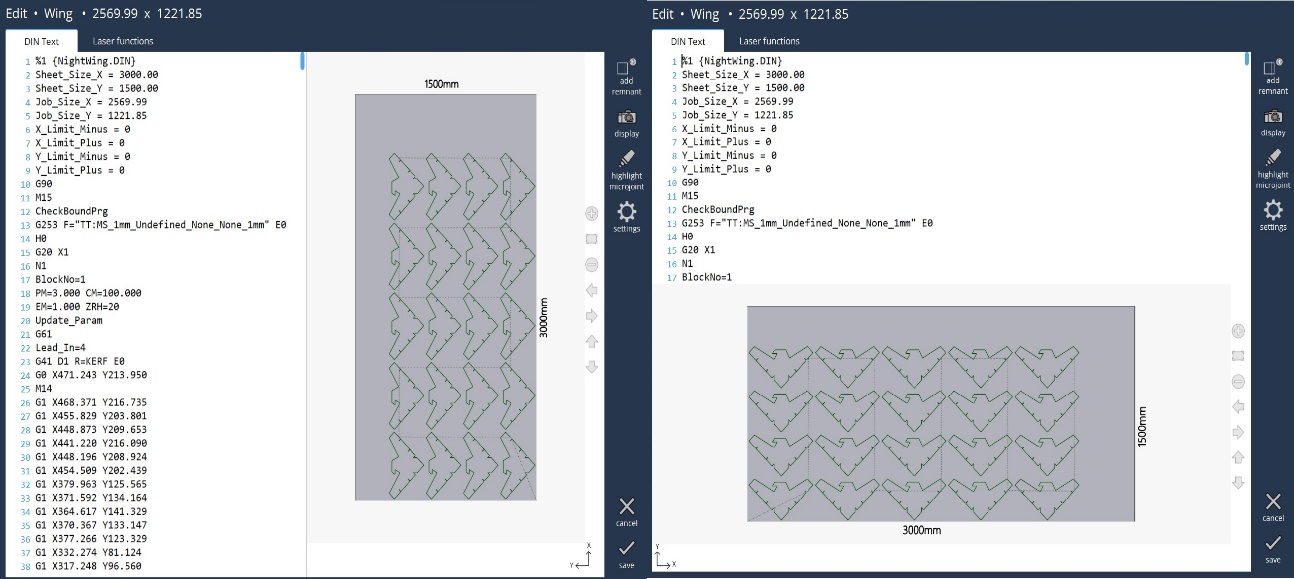 Edit • Wing • 2569.99 x 1221.85
DIN Text Laser functions
1 %1 {NightWing.DIN}
2 Sheet_Size_X = 3000.00
3 Sheet_Size_Y = 1500.00
4 Job_Size_X = 2569.99
5 Job_Size_Y = 1221.85
6 X_Limit_Minus = 0
7 X_Limit_Plus = 0
8 Y_Limit_Minus = 0
9 Y_Limit_Plus = 0
10 G90
11 M15
12 CheckBoundPrg
13 G253 F="TT:MS_1mm_Undefined_None_None_1mm" E0
14 H0
15 G20 X1
16 N1
17 BlockNo=1
18 PM=3.000 CM=100.000
19 EM=1.000 ZRH=20
20 Update_Param
21 G61
22 Lead_In=4
23 G41 D1 R=KERF E0
24 G0 X471.243 Y213.950
25 M14
26 G1 X468.371 Y216.735
27 G1 X455.829 Y203.801
28 G1 X448.873 Y209.653
29 G1 X441.220 Y216.090
30 G1 X448.196 Y208.924
31 G1 X454.509 Y202.439
32 G1 X379.963 Y125.565
33 G1 X371.592 Y134.164
34 G1 X364.617 Y141.329
35 G1 X370.367 Y133.147
36 G1 X377.266 Y123.329
37 G1 X332.274 Y81.124
38 G1 X317.248 Y96.560
1500mm
3000mm
X
Y
add
remnant
display
highlight
microjoint
settings
cancel
save
Edit • Wing • 2569.99 x 1221.85
DIN Text Laser functions
1 %1 {NightWing.DIN}
2 Sheet_Size_X = 3000.00
3 Sheet_Size_Y = 1500.00
4 Job_Size_X = 2569.99
5 Job_Size_Y = 1221.85
6 X_Limit_Minus = 0
7 X_Limit_Plus = 0
8 Y_Limit_Minus = 0
9 Y_Limit_Plus = 0
10 G90
11 M15
12 CheckBoundPrg
13 G253 F="TT:MS_1mm_Undefined_None_None_1mm" E0
14 H0
15 G20 X1
16 N1
17 BlockNo=1
1500mm
3000mm
Y
X
add
remnant
display
highlight
microjoint
settings
cancel
save